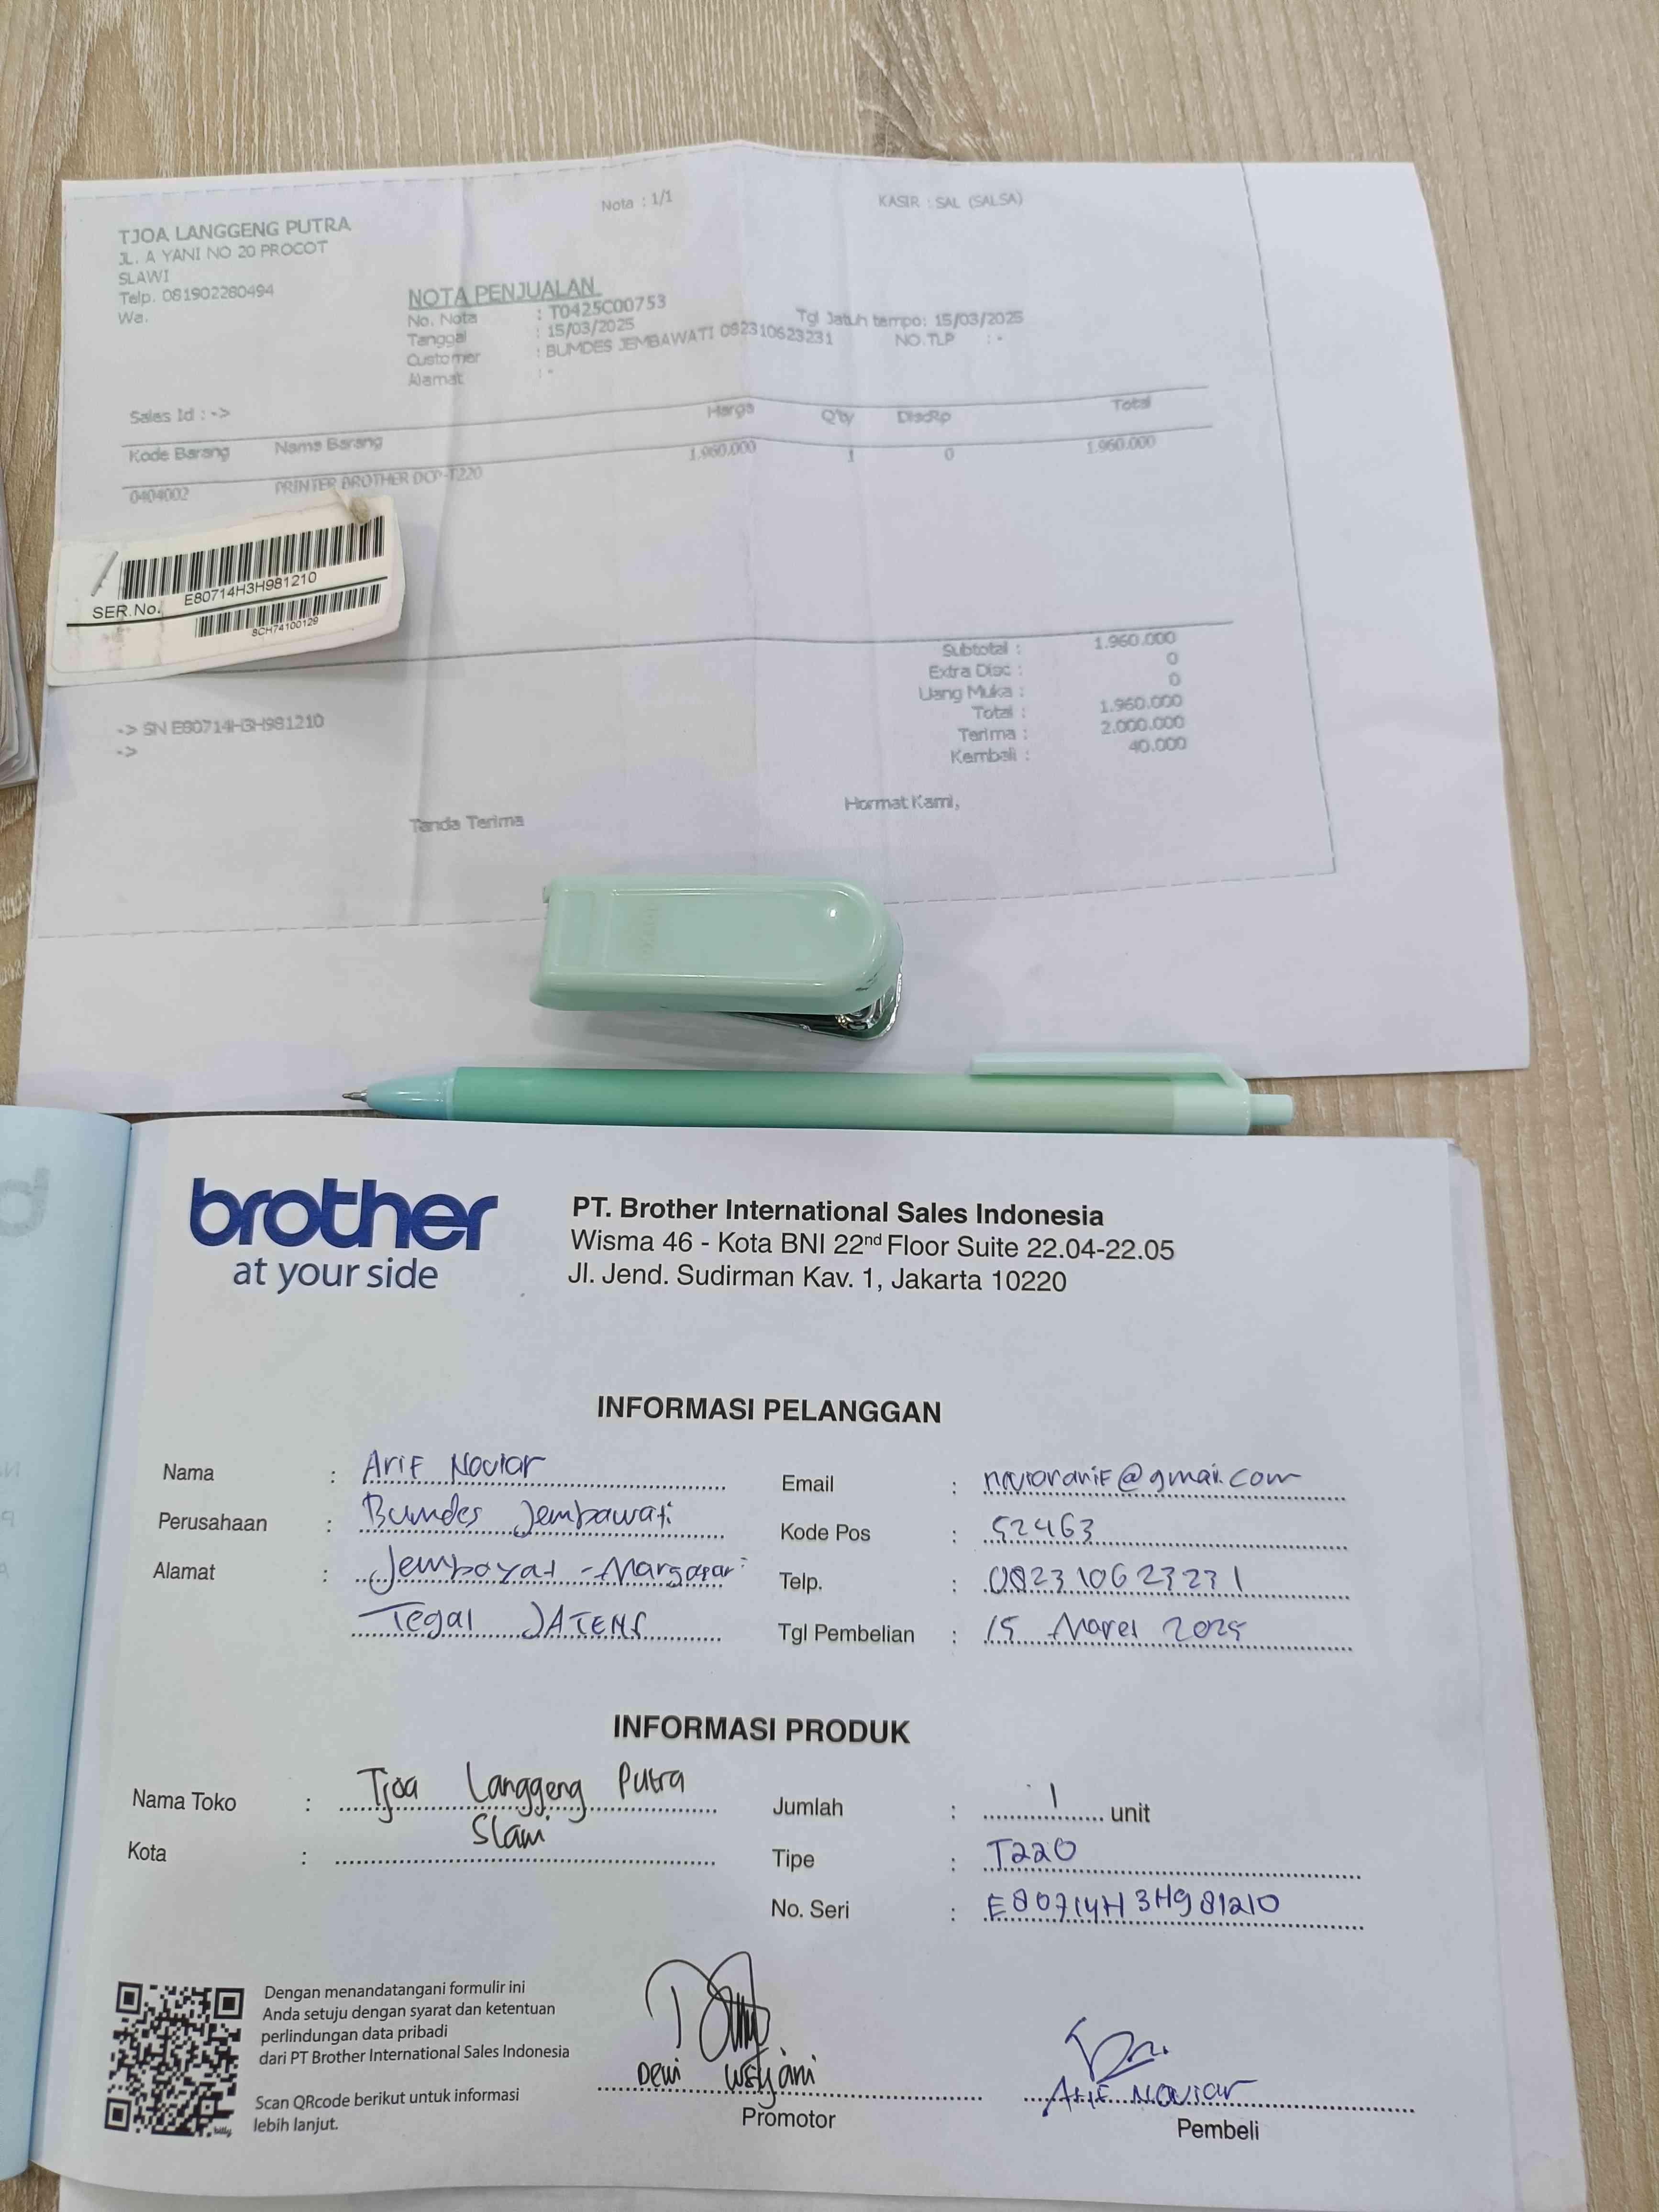 Nota : 1/1
KASIR : SAL (SALSA)
TJOA LANGGENG PUTRA
JL. A YANI NO 20 PROCOT
SLAWI
Telp. 081902280494
Wa.
NOTA PENJUALAN
No. Nota : T0425C00753
Tanggal : 15/03/2025
Tgl Jatuh tempo: 15/03/2025
Customer : BUMDES JEMBAWATI 082310623231
NO.TLP : -
Alamat : -
Sales Id : ->
Kode Barang Nama Barang Harga Q'ty DiscRp Total
0404002 PRINTER BROTHER DCP-T220 1.960.000 1 0 1.960.000
SER.No. E80714H3H981210
8CH74100129
Subtotal : 1.960.000
Extra Disc : 0
Uang Muka : 0
Total : 1.960.000
Terima : 2.000.000
Kembali : 40.000
-> SN E80714H3H981210
->
Tanda Terima
Hormat Kami,
brother
at your side
PT. Brother International Sales Indonesia
Wisma 46 - Kota BNI 22nd Floor Suite 22.04-22.05
Jl. Jend. Sudirman Kav. 1, Jakarta 10220
INFORMASI PELANGGAN
Nama : Arif Noviar
Email : noviararif@gmai.com
Perusahaan : Bumdes Jembawati
Kode Pos : 52463
Alamat : Jembayat - Margasari
Telp. : 082310623231
Tegal JATENG
Tgl Pembelian : 15 Maret 2025
INFORMASI PRODUK
Nama Toko : Tjoa Langgeng Putra
Jumlah : 1 unit
Kota : Slawi
Tipe : T220
No. Seri : E80714H3H981210
Dengan menandatangani formulir ini
Anda setuju dengan syarat dan ketentuan
perlindungan data pribadi
dari PT Brother International Sales Indonesia
Scan QRcode berikut untuk informasi
lebih lanjut.
bitly
Dewi
Promotor
Arif Noviar
Pembeli